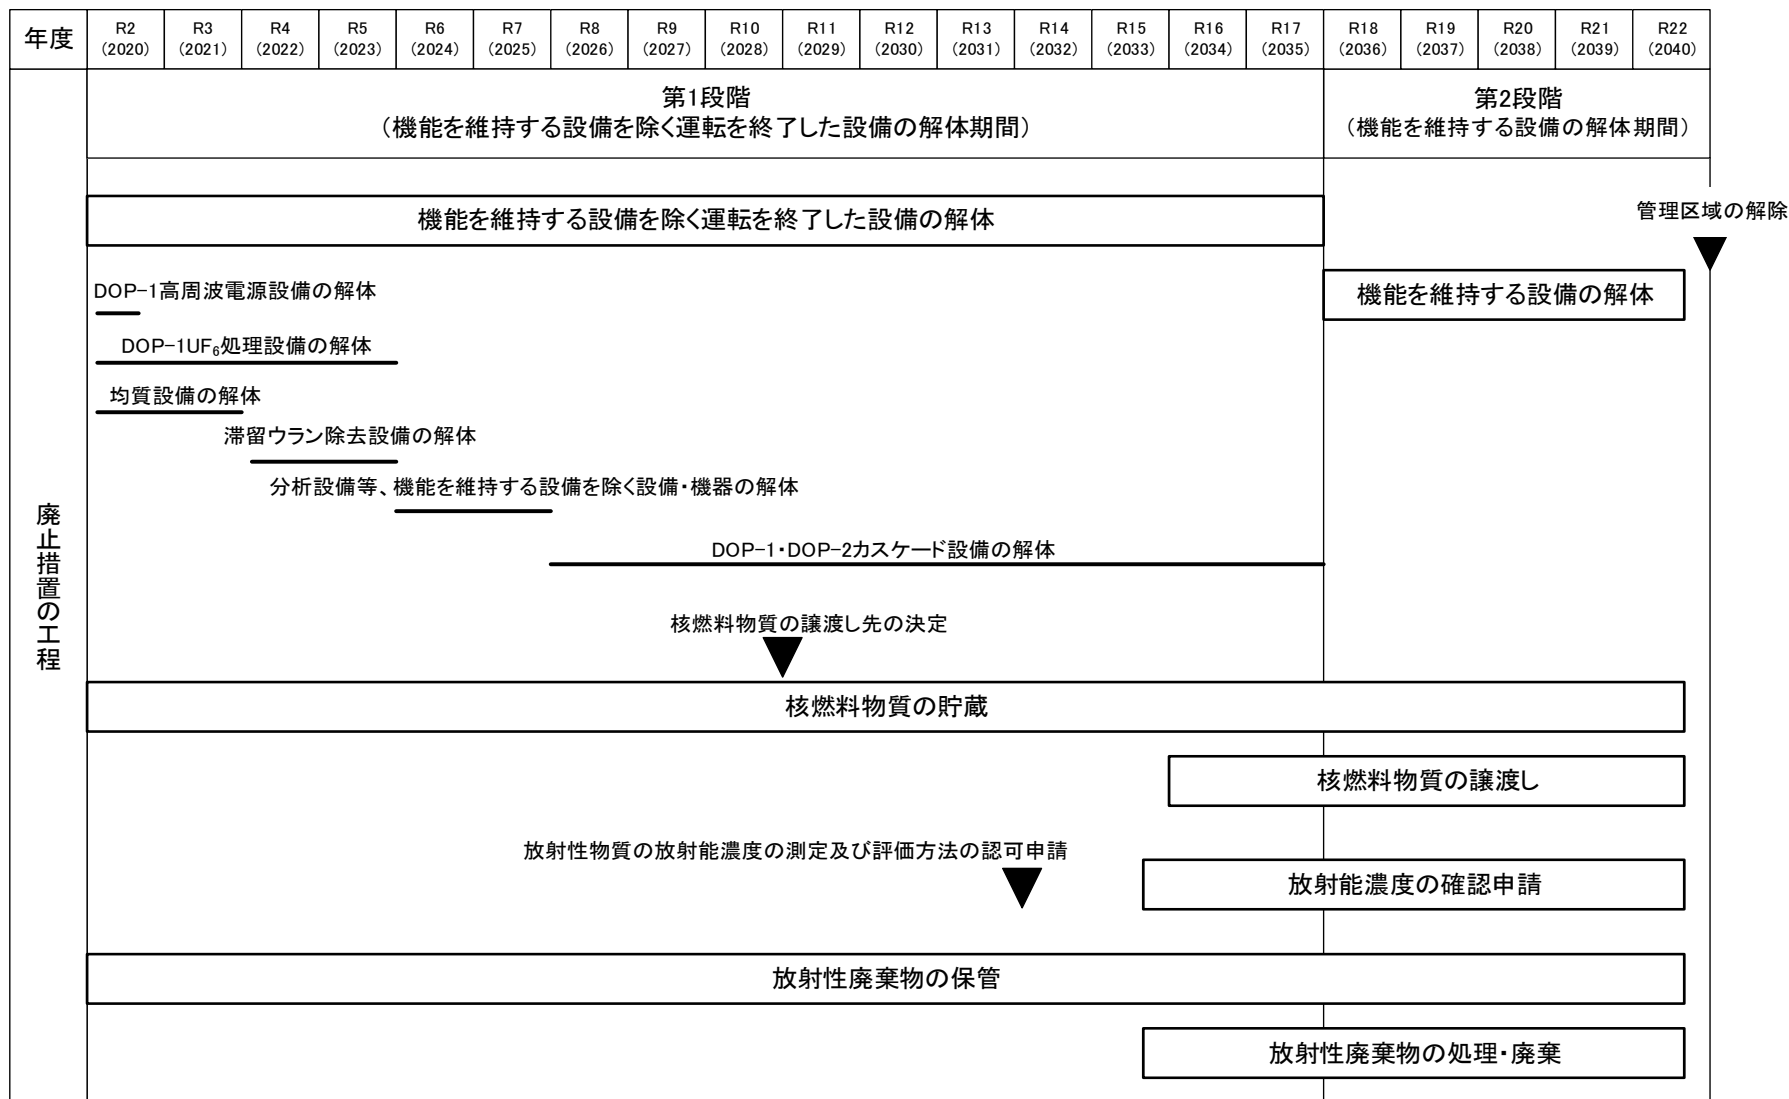 年度
R2
(2020)
R3
(2021)
R4
(2022)
R5
(2023)
R6
(2024)
R7
(2025)
R8
(2026)
R9
(2027)
R10
(2028)
R11
(2029)
R12
(2030)
R13
(2031)
R14
(2032)
R15
(2033)
R16
(2034)
R17
(2035)
R18
(2036)
R19
(2037)
R20
(2038)
R21
(2039)
R22
(2040)
廃止措置の工程
第1段階
（機能を維持する設備を除く運転を終了した設備の解体期間）
第2段階
（機能を維持する設備の解体期間）
機能を維持する設備を除く運転を終了した設備の解体
管理区域の解除
DOP-1高周波電源設備の解体
機能を維持する設備の解体
DOP-1UF₆処理設備の解体
均質設備の解体
滞留ウラン除去設備の解体
分析設備等、機能を維持する設備を除く設備・機器の解体
DOP-1・DOP-2カスケード設備の解体
核燃料物質の譲渡し先の決定
核燃料物質の貯蔵
核燃料物質の譲渡し
放射性物質の放射能濃度の測定及び評価方法の認可申請
放射能濃度の確認申請
放射性廃棄物の保管
放射性廃棄物の処理・廃棄